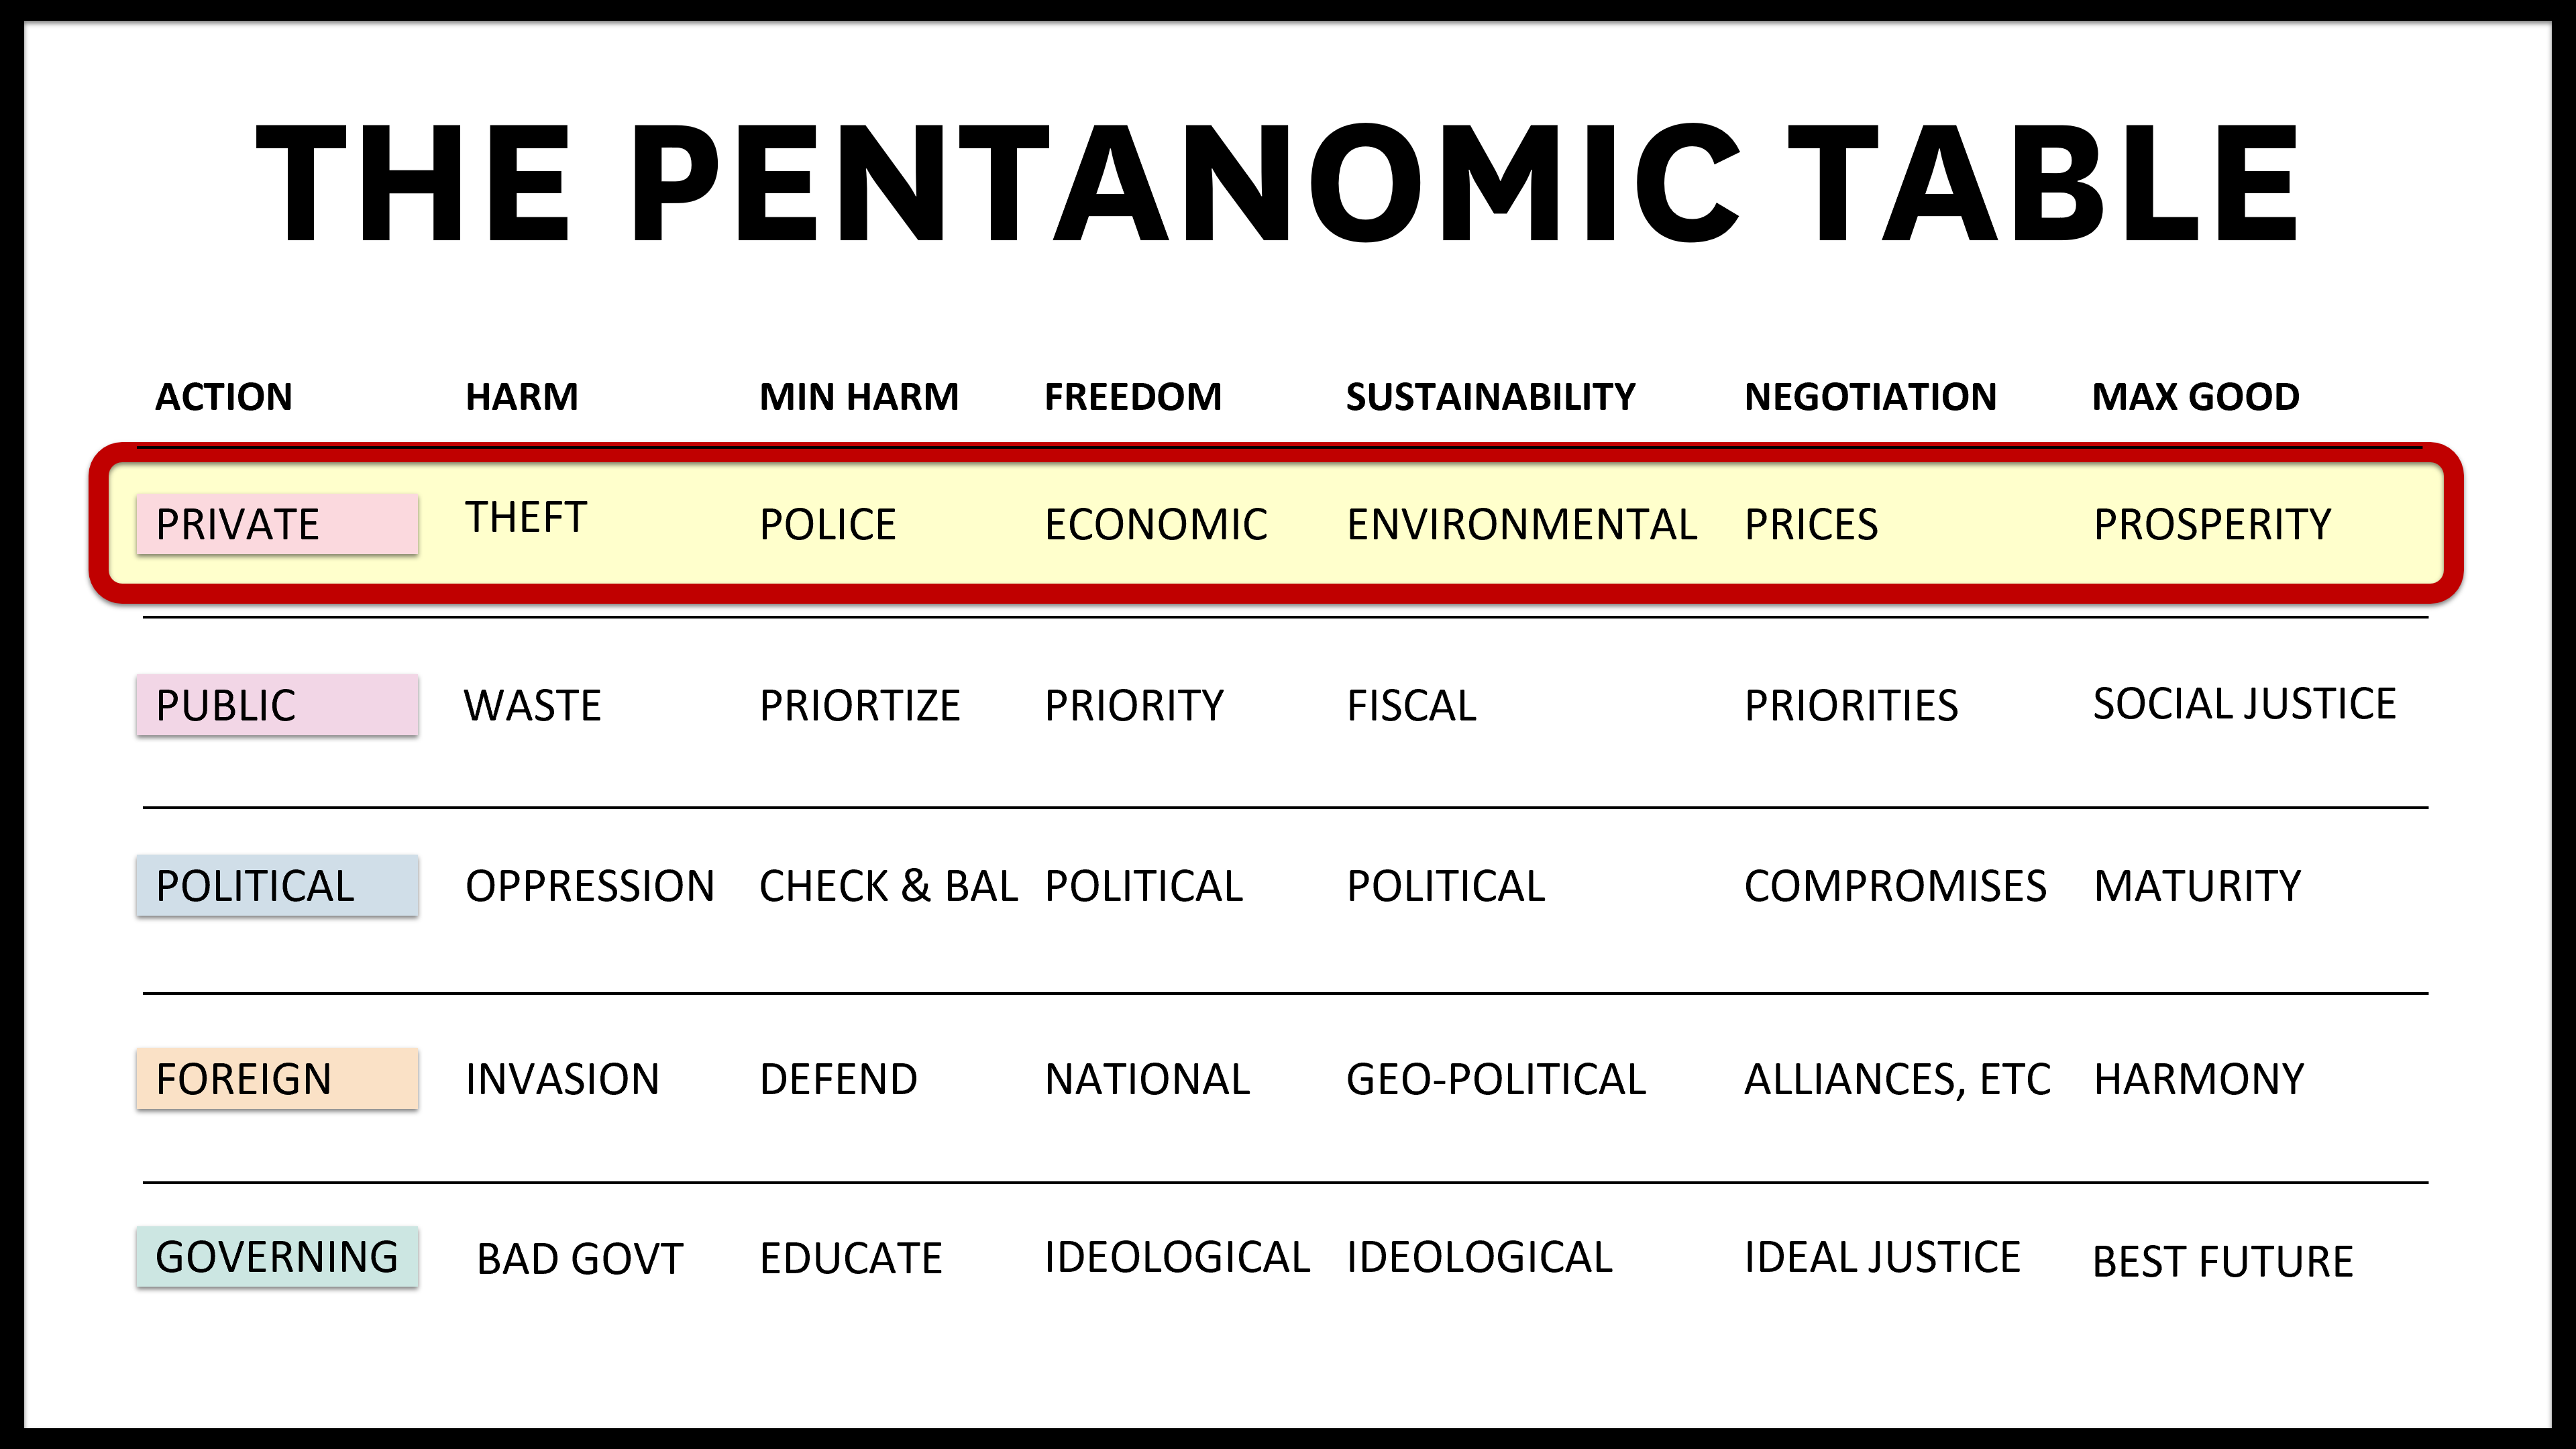 THE PENTANOMIC TABLE
ACTION HARM MIN HARM FREEDOM SUSTAINABILITY NEGOTIATION MAX GOOD
PRIVATE THEFT POLICE ECONOMIC ENVIRONMENTAL PRICES PROSPERITY
PUBLIC WASTE PRIORTIZE PRIORITY FISCAL PRIORITIES SOCIAL JUSTICE
POLITICAL OPPRESSION CHECK & BAL POLITICAL POLITICAL COMPROMISES MATURITY
FOREIGN INVASION DEFEND NATIONAL GEO-POLITICAL ALLIANCES, ETC HARMONY
GOVERNING BAD GOVT EDUCATE IDEOLOGICAL IDEOLOGICAL IDEAL JUSTICE BEST FUTURE